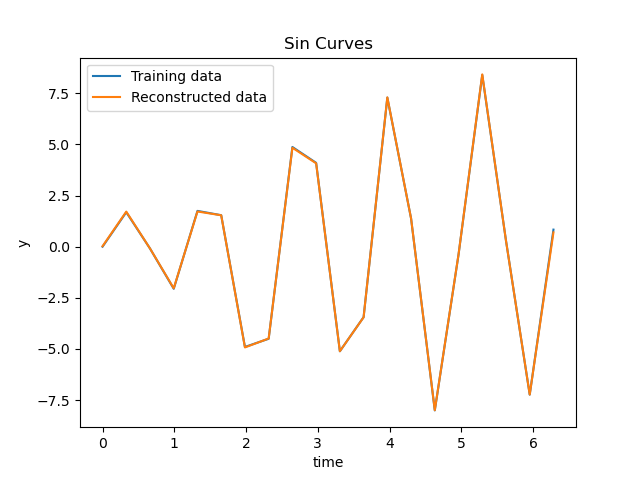 Sin Curves
Training data
Reconstructed data
7.5
5.0
2.5
0.0
−2.5
−5.0
−7.5
y
0 1 2 3 4 5 6
time